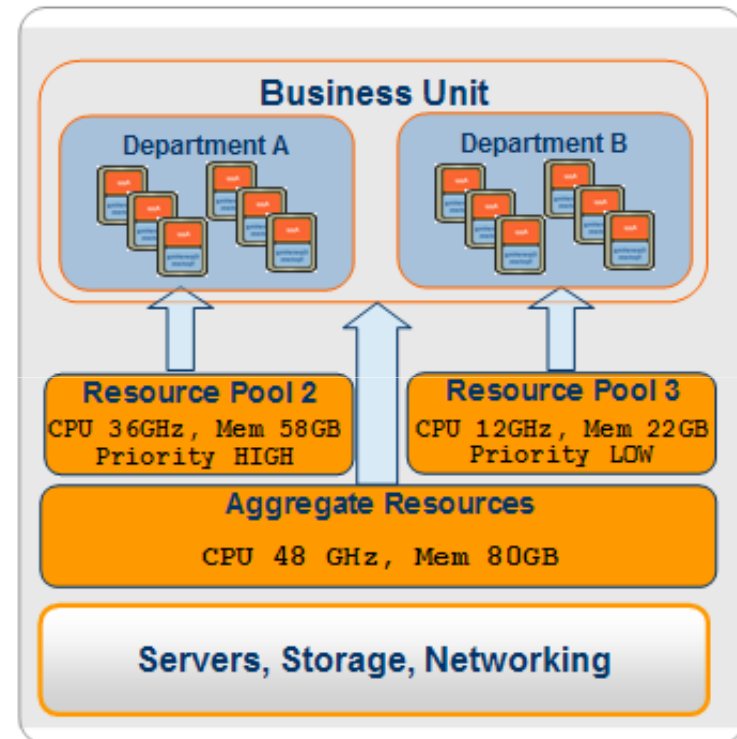 Business Unit
Department A
Department B
Resource Pool 2
CPU 36GHz, Mem 58GB
Priority HIGH
Resource Pool 3
CPU 12GHz, Mem 22GB
Priority LOW
Aggregate Resources
CPU 48 GHz, Mem 80GB
Servers, Storage, Networking